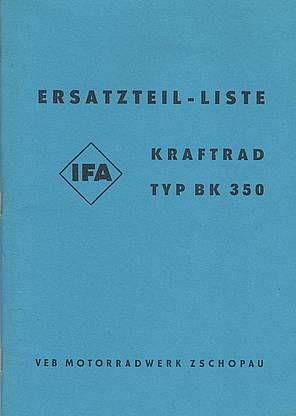 ERSATZTEIL-LISTE
IFA
KRAFTRAD
TYP BK 350
VEB MOTORRADWERK ZSCHOPAU